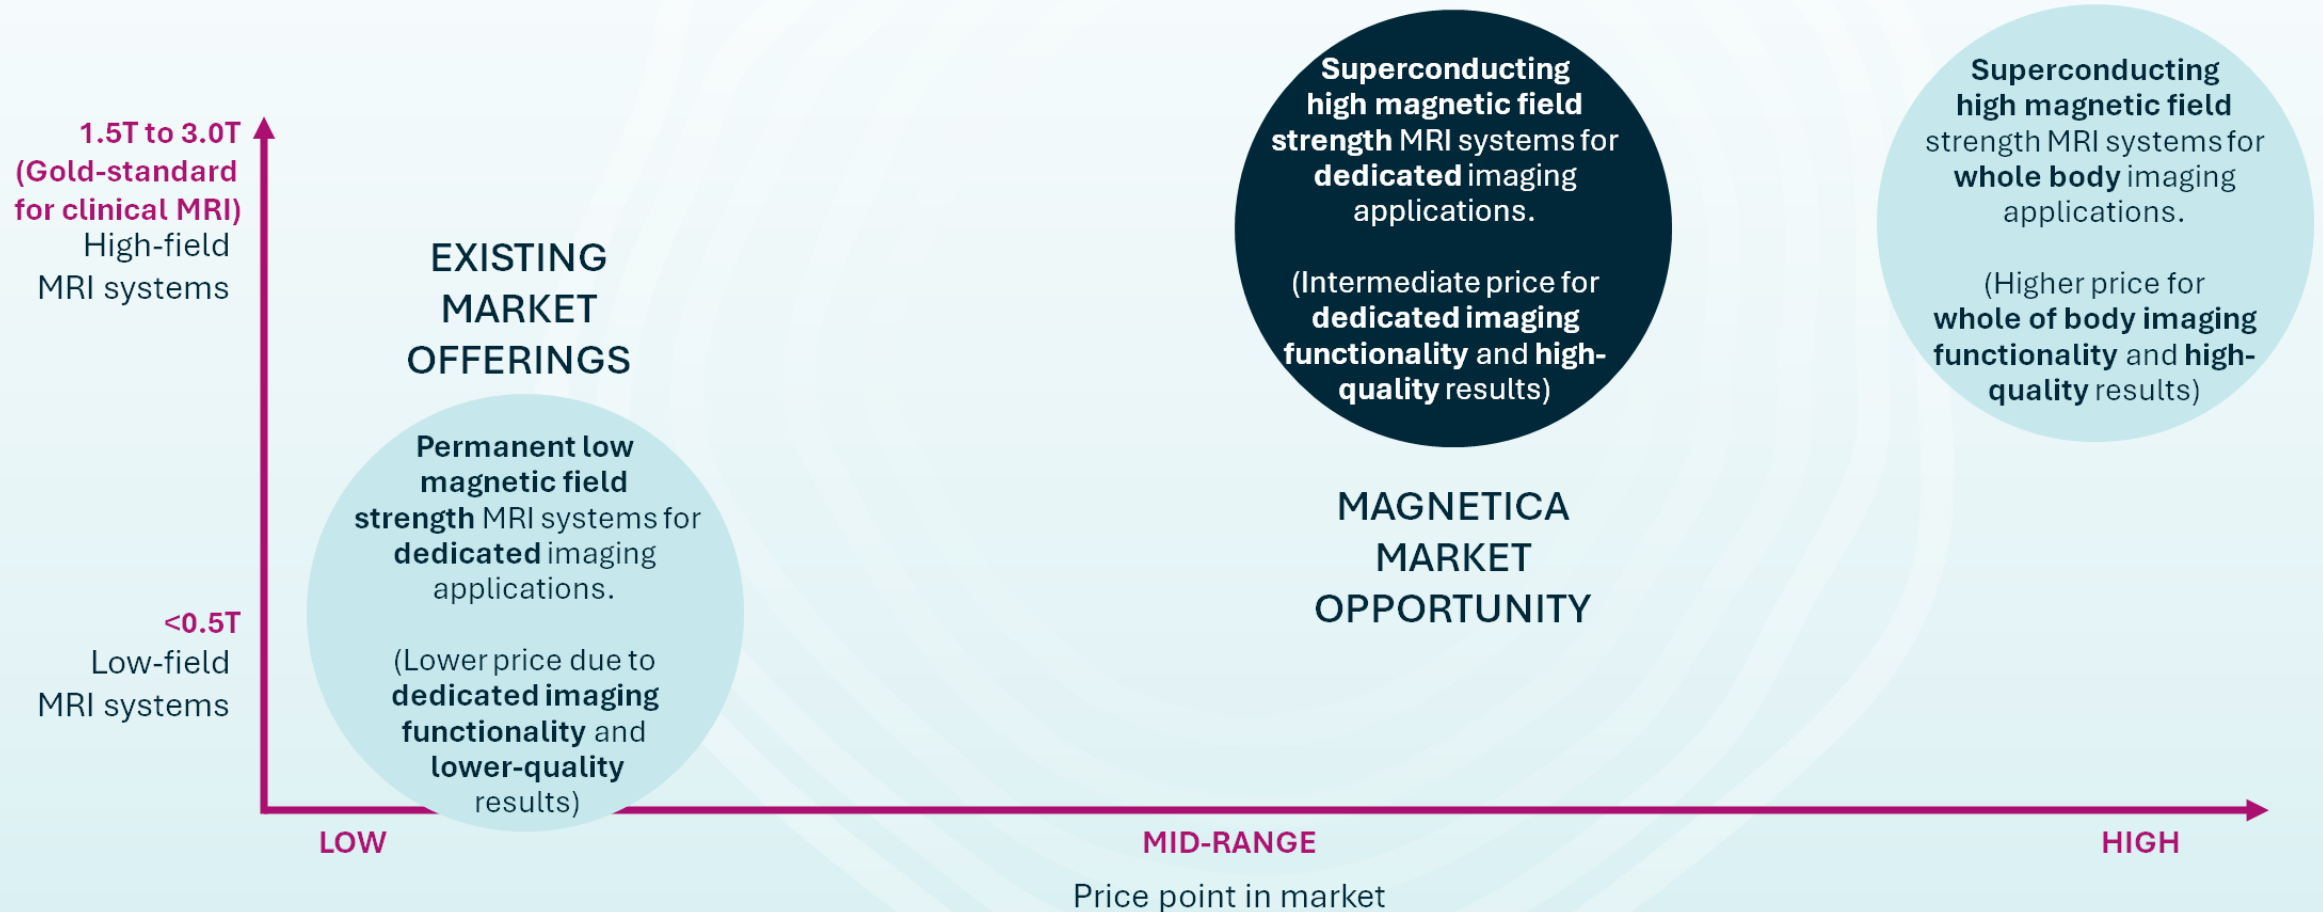 1.5T to 3.0T
(Gold-standard
for clinical MRI)
High-field
MRI systems
<0.5T
Low-field
MRI systems
EXISTING
MARKET
OFFERINGS
Permanent low
magnetic field
strength MRI systems for
dedicated imaging
applications.
(Lower price due to
dedicated imaging
functionality and
lower-quality
results)
Superconducting
high magnetic field
strength MRI systems for
dedicated imaging
applications.
(Intermediate price for
dedicated imaging
functionality and high-
quality results)
MAGNETICA
MARKET
OPPORTUNITY
Superconducting
high magnetic field
strength MRI systems for
whole body imaging
applications.
(Higher price for
whole of body imaging
functionality and high-
quality results)
LOW
MID-RANGE
HIGH
Price point in market